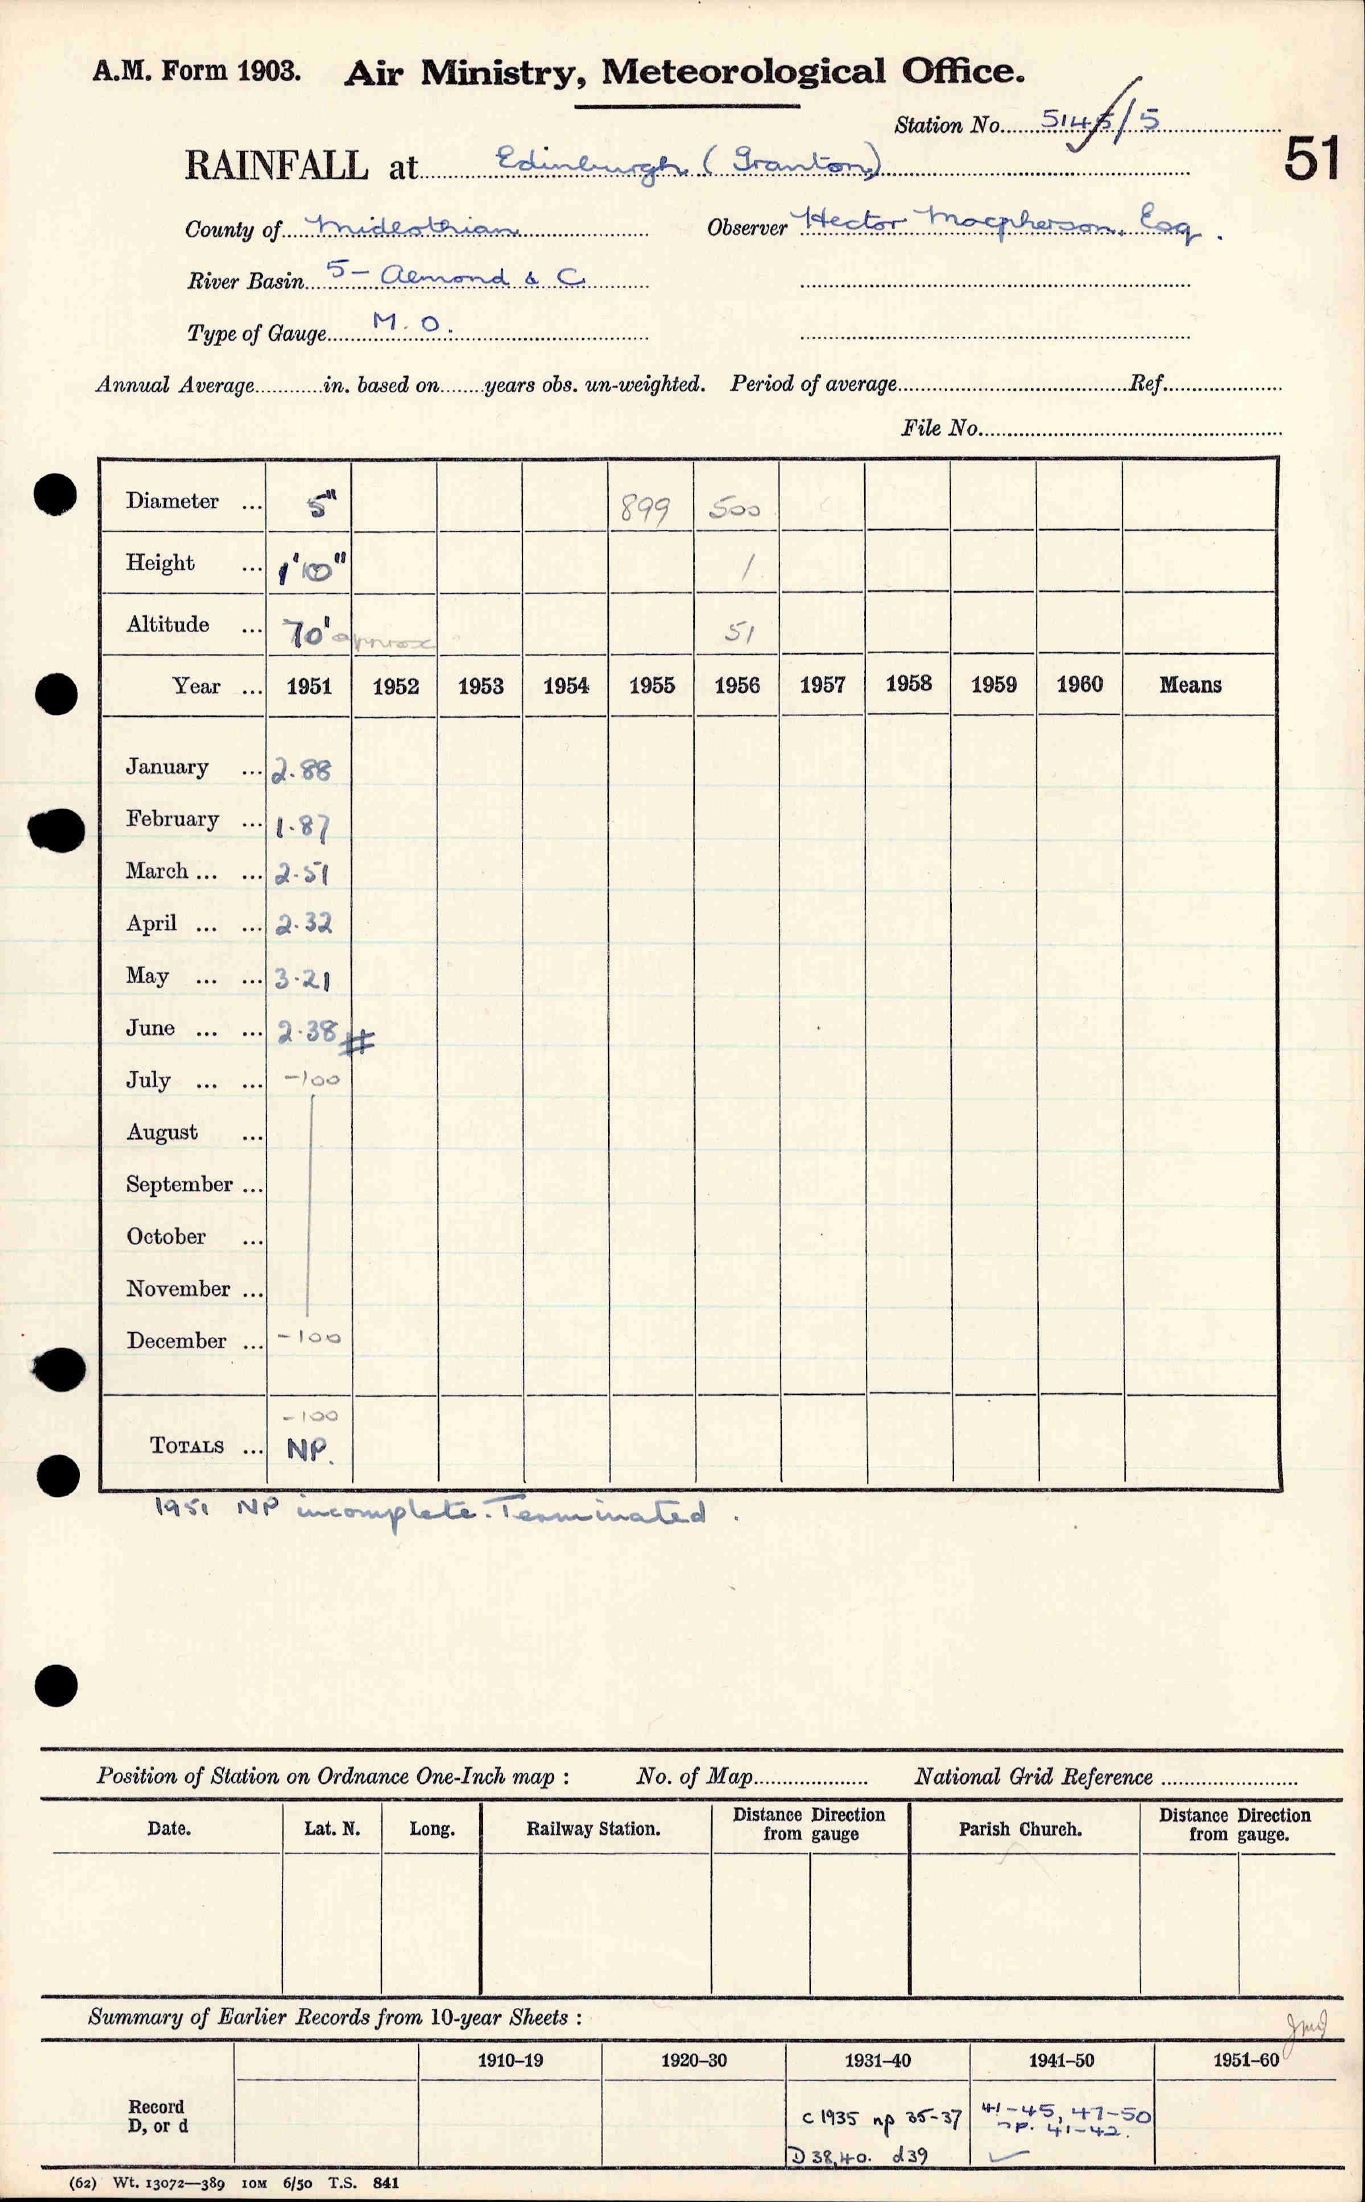 A.M. Form 1903. Air Ministry, Meteorological Office.
Station No. 5145/5
51
RAINFALL at Edinburgh (Granton)
County of Midlothian Observer Hector Macpherson, Esq.
River Basin 5 - Almond & C
Type of Gauge M. O.
Annual Average in. based on years obs. un-weighted. Period of average Ref.
File No.
Diameter ... 5" 899 500
Height ... 1'10" 1
Altitude ... 70' approx 51
Year ... 1951 1952 1953 1954 1955 1956 1957 1958 1959 1960 Means
January ... 2.88
February ... 1.87
March ... ... 2.51
April ... ... 2.32
May ... ... 3.21
June ... ... 2.38 #
July ... ... -100
August ...
September ...
October ...
November ...
December ... -100
-100
TOTALS ... NP.
1951 NP incomplete. Terminated.
Position of Station on Ordnance One-Inch map : No. of Map National Grid Reference
Date. Lat. N. Long. Railway Station. Distance from gauge Direction Parish Church. Distance from gauge. Direction
Summary of Earlier Records from 10-year Sheets :
1910–19 1920–30 1931–40 1941–50 1951–60
Record D, or d c 1935 np 35-37 41-45, 47-50
np. 41-42.
D 38,40. d39 ✓
(62) Wt. 13072—389 10M 6/50 T.S. 841